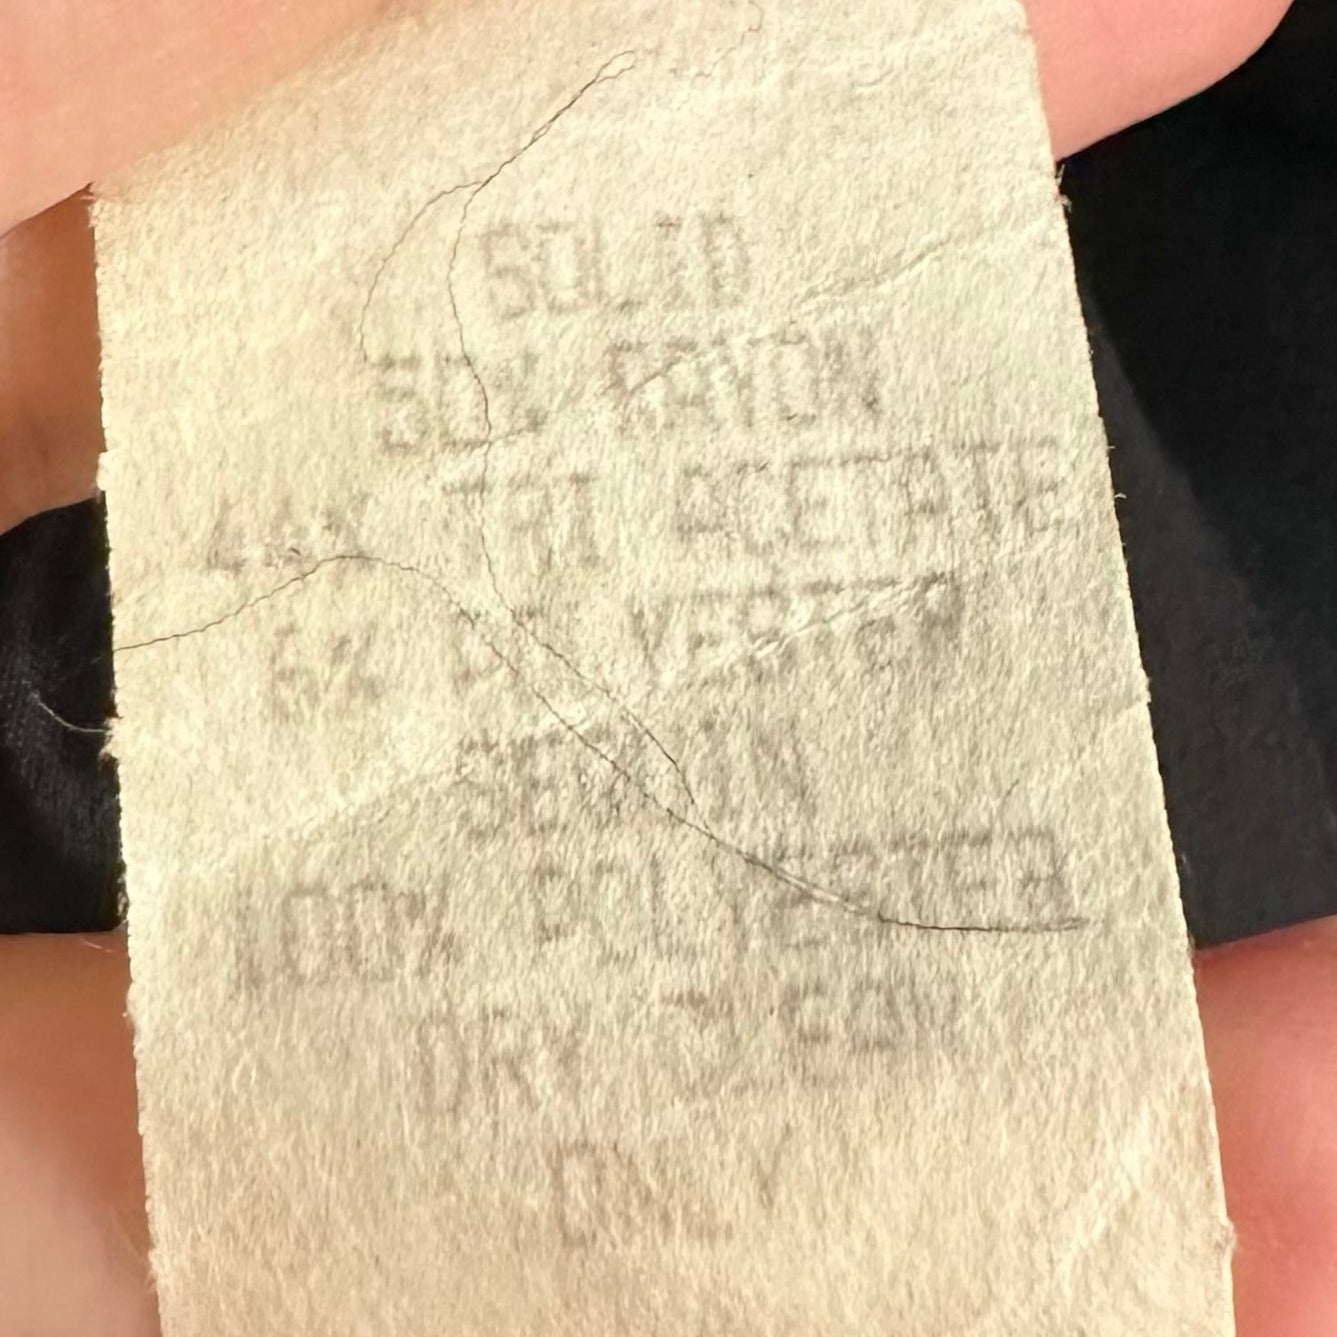 SOLID
50% RAYON
44% TRI ACETATE
6% POLYESTER
SEQUIN
100% POLYESTER
DRY CLEAN
ONLY